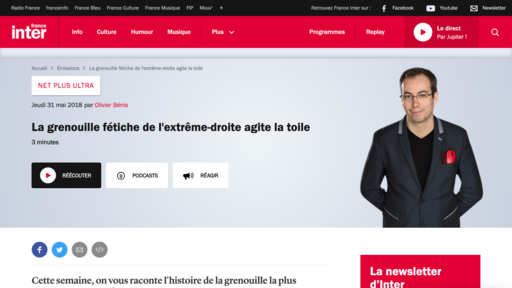 Radio France franceinfo France Bleu France Culture France Musique FIP Mouv' +
Retrouvez France Inter sur : Facebook Youtube Newsletter
france inter
Info Culture Humour Musique Plus Programmes Replay
Le direct
Par Jupiter !
Accueil > Émissions > La grenouille fétiche de l'extrême-droite agite la toile
NET PLUS ULTRA
Jeudi 31 mai 2018 par Olivier Bénis
La grenouille fétiche de l'extrême-droite agite la toile
3 minutes
RÉÉCOUTER PODCASTS RÉAGIR
Cette semaine, on vous raconte l'histoire de la grenouille la plus
La newsletter
d'Inter